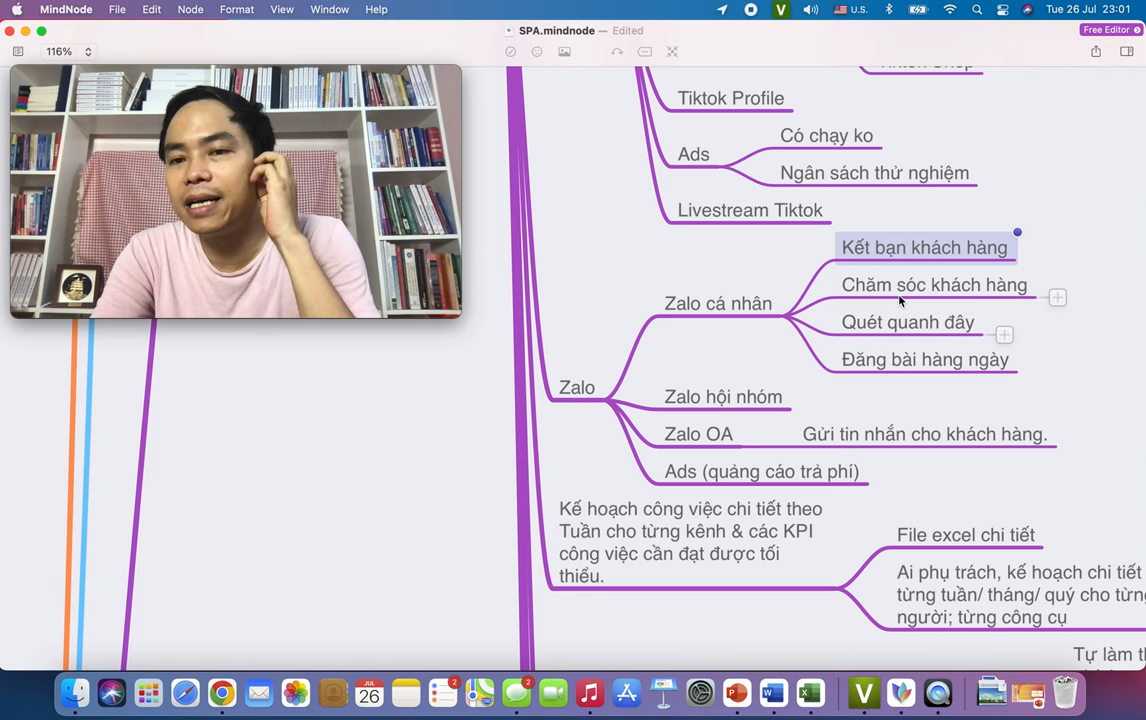 MindNode File Edit Node Format View Window Help
V U.S. Tue 26 Jul 23:01
SPA.mindnode — Edited
Free Editor
116%
Tiktok Profile
Có chạy ko
Ads
Ngân sách thử nghiệm
Livestream Tiktok
Kết bạn khách hàng
Chăm sóc khách hàng
Zalo cá nhân
Quét quanh đây
Đăng bài hàng ngày
Zalo
Zalo hội nhóm
Zalo OA
Gửi tin nhắn cho khách hàng.
Ads (quảng cáo trả phí)
Kế hoạch công việc chi tiết theo
Tuần cho từng kênh & các KPI
công việc cần đạt được tối
thiểu.
File excel chi tiết
Ai phụ trách, kế hoạch chi tiết
từng tuần/ tháng/ quý cho từng
người; từng công cụ
Tự làm
JUL
26
2
2
P
W
X
V